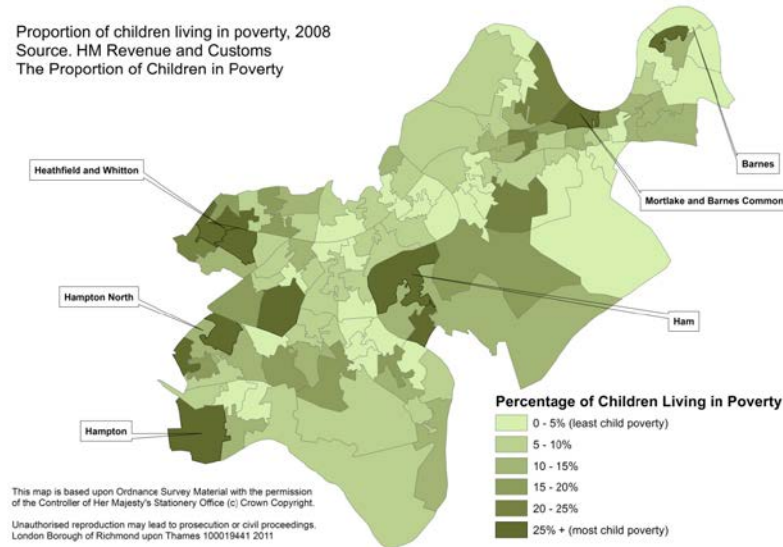 Proportion of children living in poverty, 2008
Source. HM Revenue and Customs
The Proportion of Children in Poverty
Barnes
Heathfield and Whitton
Mortlake and Barnes Common
Hampton North
Ham
Hampton
Percentage of Children Living in Poverty
0 - 5% (least child poverty)
5 - 10%
10 - 15%
15 - 20%
20 - 25%
25% + (most child poverty)
This map is based upon Ordnance Survey Material with the permission
of the Controller of Her Majesty's Stationery Office (c) Crown Copyright.
Unauthorised reproduction may lead to prosecution or civil proceedings.
London Borough of Richmond upon Thames 100019441 2011